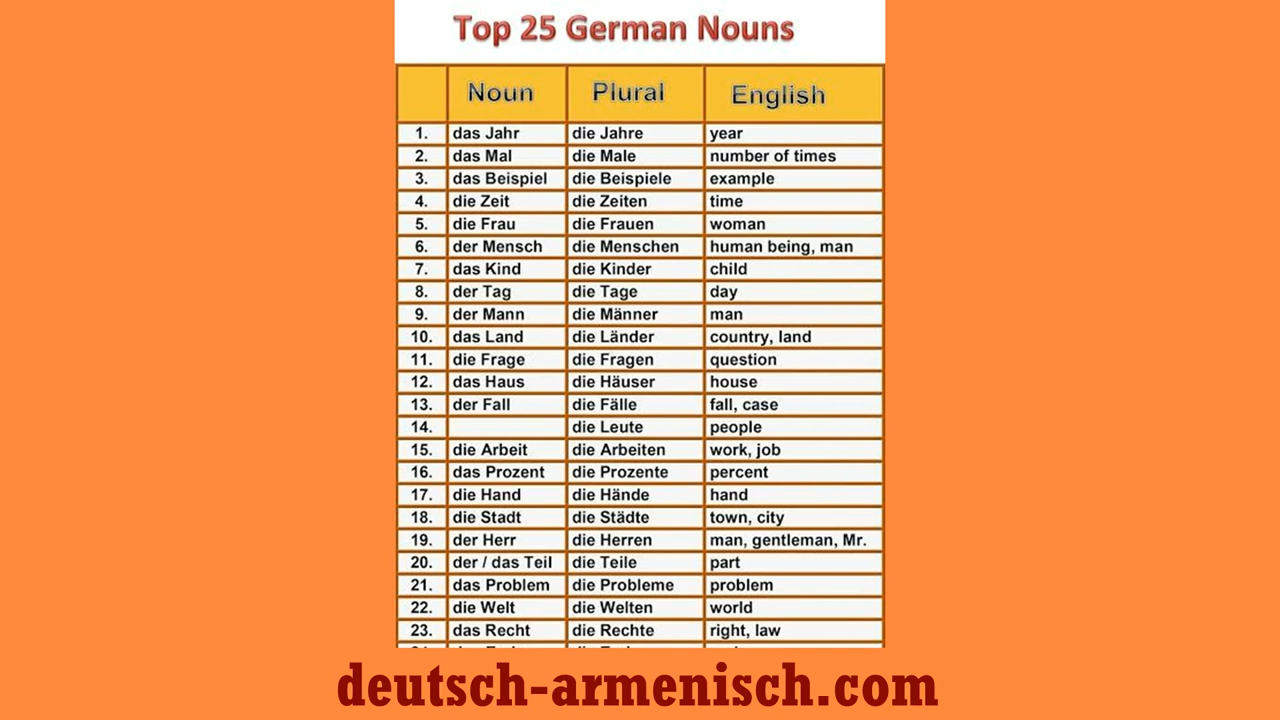 Top 25 German Nouns
Noun Plural English
1. das Jahr die Jahre year
2. das Mal die Male number of times
3. das Beispiel die Beispiele example
4. die Zeit die Zeiten time
5. die Frau die Frauen woman
6. der Mensch die Menschen human being, man
7. das Kind die Kinder child
8. der Tag die Tage day
9. der Mann die Männer man
10. das Land die Länder country, land
11. die Frage die Fragen question
12. das Haus die Häuser house
13. der Fall die Fälle fall, case
14. die Leute people
15. die Arbeit die Arbeiten work, job
16. das Prozent die Prozente percent
17. die Hand die Hände hand
18. die Stadt die Städte town, city
19. der Herr die Herren man, gentleman, Mr.
20. der / das Teil die Teile part
21. das Problem die Probleme problem
22. die Welt die Welten world
23. das Recht die Rechte right, law
deutsch-armenisch.com